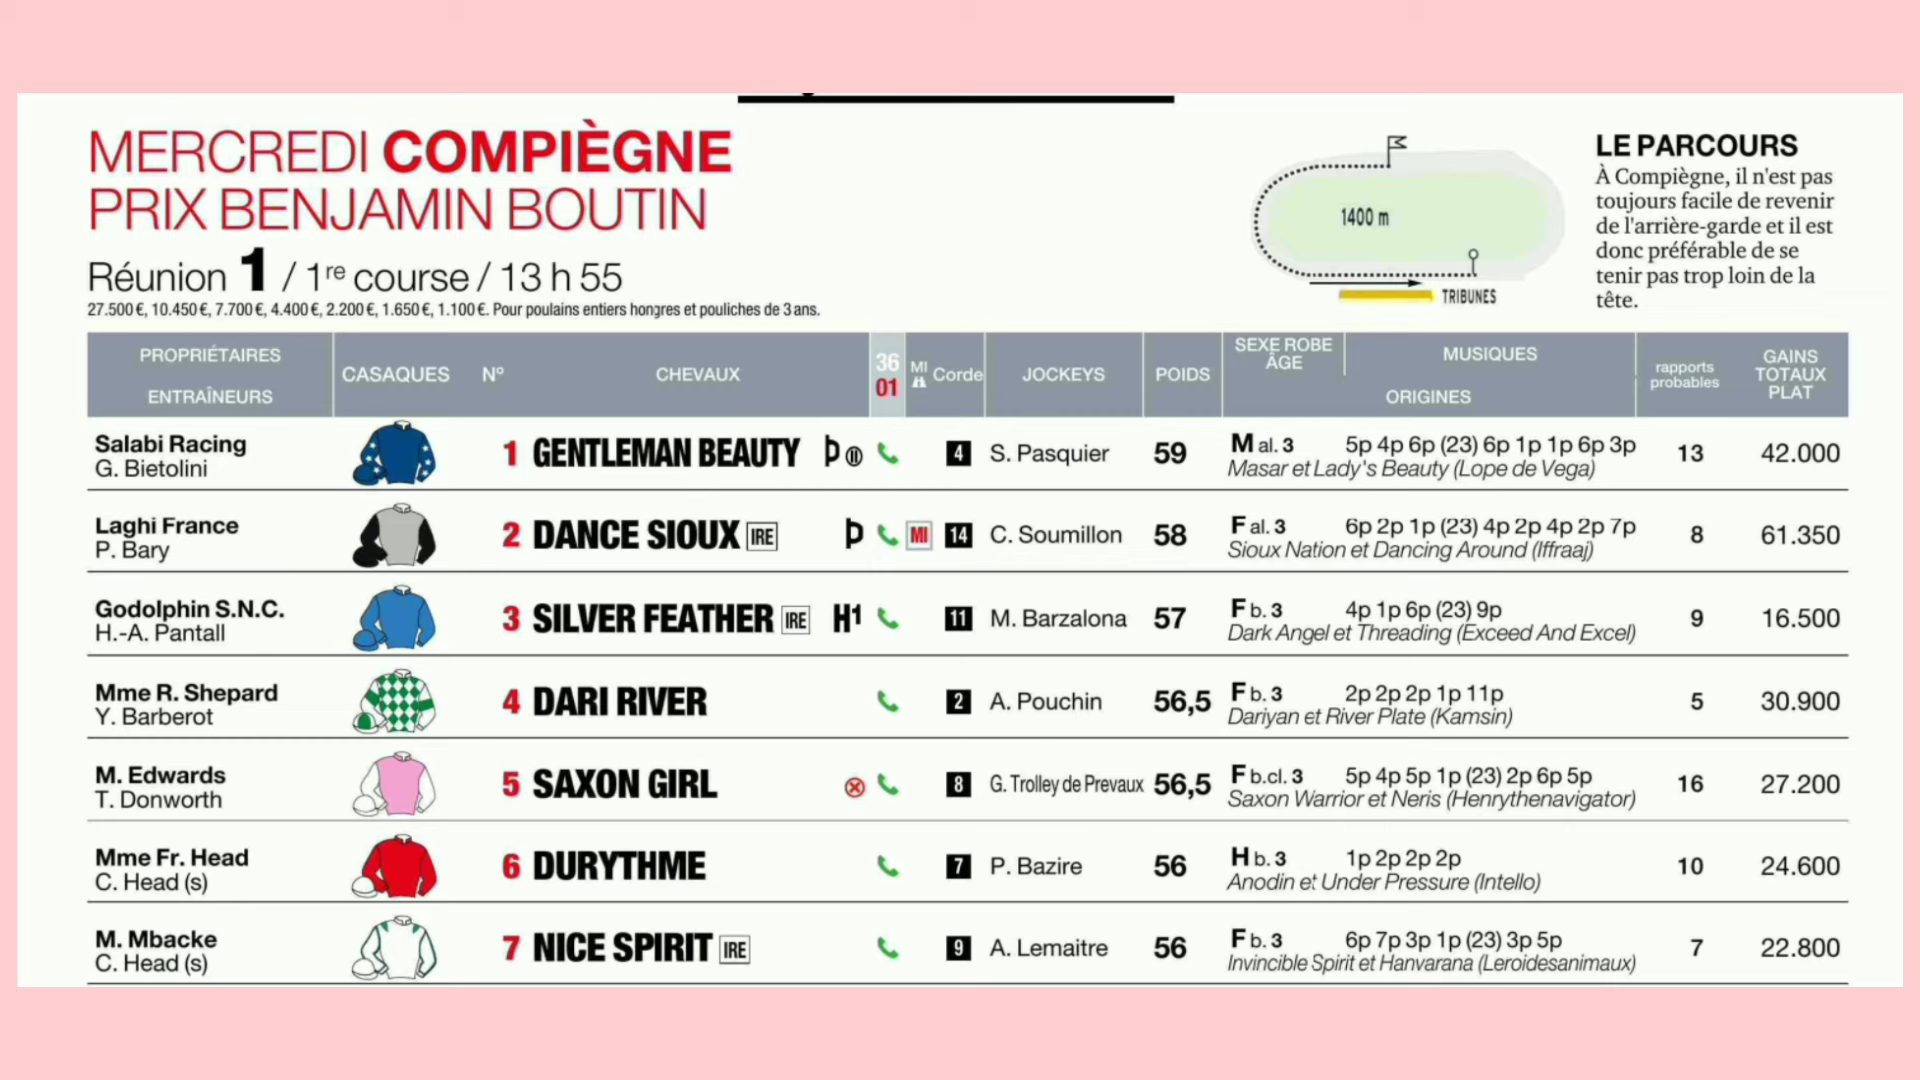 MERCREDI COMPIÈGNE
PRIX BENJAMIN BOUTIN
Réunion 1 / 1re course / 13 h 55
27.500 €, 10.450 €, 7.700 €, 4.400 €, 2.200 €, 1.650 €, 1.100 €. Pour poulains entiers hongres et pouliches de 3 ans.
1400 m
TRIBUNES
LE PARCOURS
À Compiègne, il n'est pas
toujours facile de revenir
de l'arrière-garde et il est
donc préférable de se
tenir pas trop loin de la
tête.
PROPRIÉTAIRES
ENTRAÎNEURS
CASAQUES
N°
CHEVAUX
36
01
MI
Corde
JOCKEYS
POIDS
SEXE ROBE
ÂGE
MUSIQUES
ORIGINES
rapports
probables
GAINS
TOTAUX
PLAT
Salabi Racing
G. Bietolini
1 GENTLEMAN BEAUTY 4 S. Pasquier 59 M al. 3 5p 4p 6p (23) 6p 1p 1p 6p 3p 13 42.000
Masar et Lady's Beauty (Lope de Vega)
Laghi France
P. Bary
2 DANCE SIOUX IRE MI 14 C. Soumillon 58 F al. 3 6p 2p 1p (23) 4p 2p 4p 2p 7p 8 61.350
Sioux Nation et Dancing Around (Iffraaj)
Godolphin S.N.C.
H.-A. Pantall
3 SILVER FEATHER IRE H1 11 M. Barzalona 57 F b. 3 4p 1p 6p (23) 9p 9 16.500
Dark Angel et Threading (Exceed And Excel)
Mme R. Shepard
Y. Barberot
4 DARI RIVER 2 A. Pouchin 56,5 F b. 3 2p 2p 2p 1p 11p 5 30.900
Dariyan et River Plate (Kamsin)
M. Edwards
T. Donworth
5 SAXON GIRL 8 G. Trolley de Prevaux 56,5 F b.cl. 3 5p 4p 5p 1p (23) 2p 6p 5p 16 27.200
Saxon Warrior et Neris (Henrythenavigator)
Mme Fr. Head
C. Head (s)
6 DURYTHME 7 P. Bazire 56 H b. 3 1p 2p 2p 2p 10 24.600
Anodin et Under Pressure (Intello)
M. Mbacke
C. Head (s)
7 NICE SPIRIT IRE 9 A. Lemaitre 56 F b. 3 6p 7p 3p 1p (23) 3p 5p 7 22.800
Invincible Spirit et Hanvarana (Leroidesanimaux)